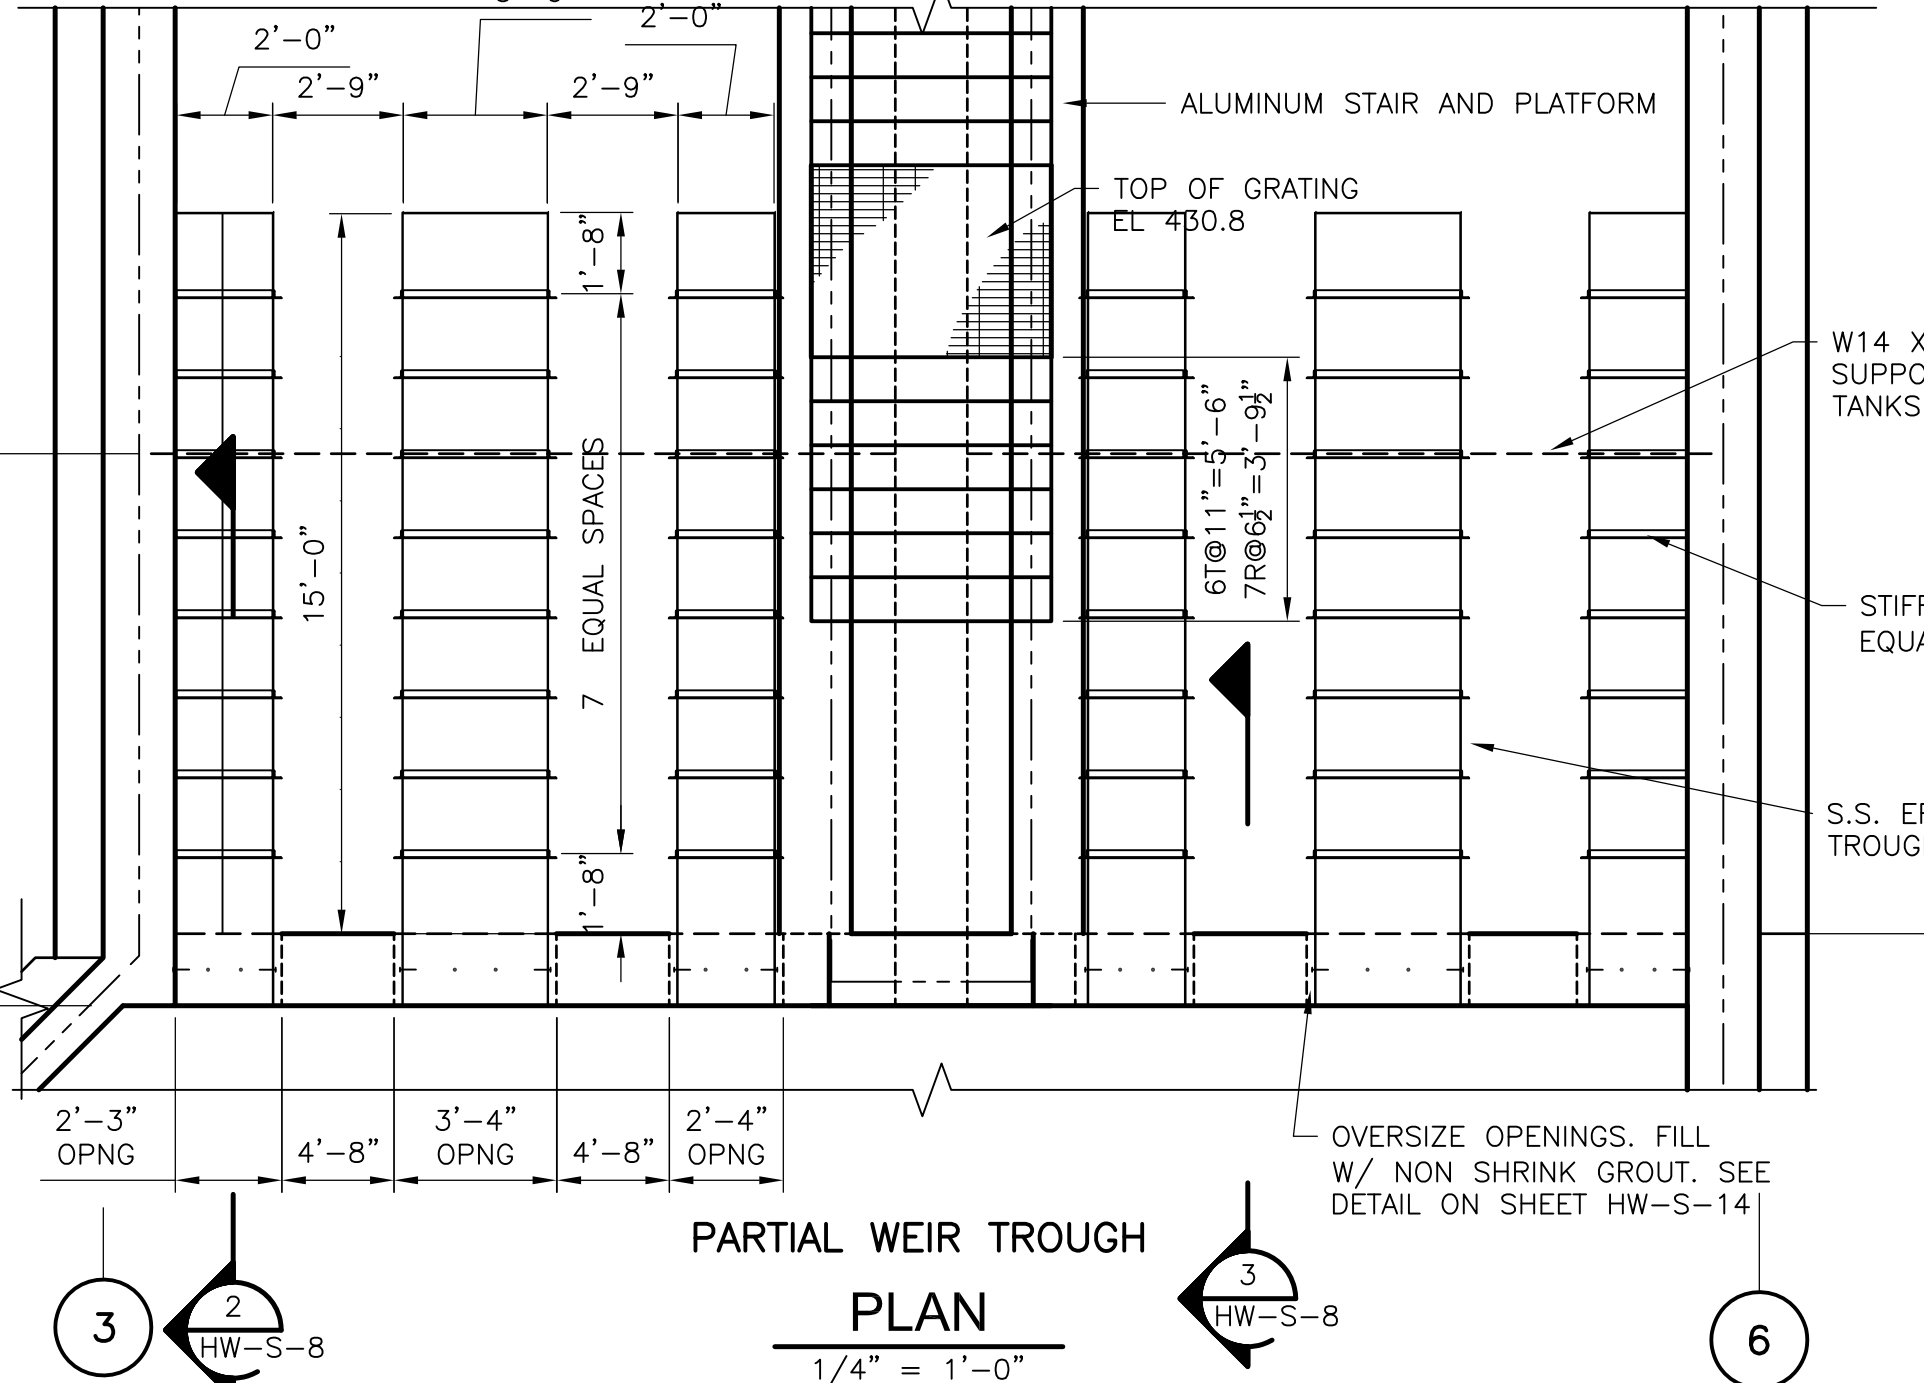 2'-0"
2'-0"
2'-9"
2'-9"
ALUMINUM STAIR AND PLATFORM
TOP OF GRATING
EL 430.8
1'-8"
W14 X
SUPPO
TANKS
6T@11"=5'-6"
7R@6½"=3'-9½"
15'-0"
7 EQUAL SPACES
STIFF
EQUA
S.S. EF
TROUGH
1'-8"
2'-3"
OPNG
4'-8"
3'-4"
OPNG
4'-8"
2'-4"
OPNG
OVERSIZE OPENINGS. FILL
W/ NON SHRINK GROUT. SEE
DETAIL ON SHEET HW-S-14
PARTIAL WEIR TROUGH
PLAN
1/4" = 1'-0"
3
2
HW-S-8
3
HW-S-8
6